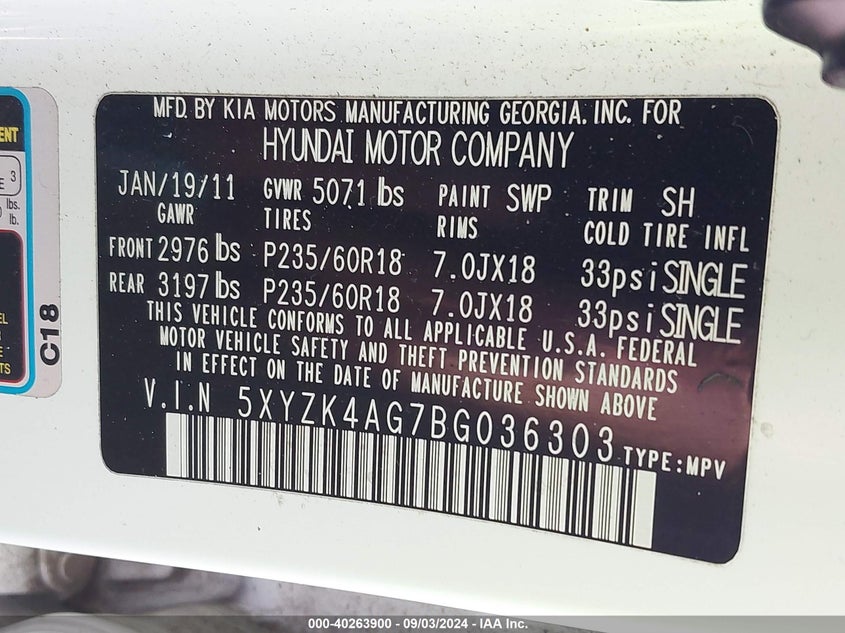 MFD. BY KIA MOTORS MANUFACTURING GEORGIA. INC. FOR
HYUNDAI MOTOR COMPANY
JAN/19/11 GVWR 5071 lbs PAINT SWP TRIM SH
GAWR TIRES RIMS COLD TIRE INFL
FRONT 2976 lbs P235/60R18 7.0JX18 33psi SINGLE
REAR 3197 lbs P235/60R18 7.0JX18 33psi SINGLE
THIS VEHICLE CONFORMS TO ALL APPLICABLE U.S.A. FEDERAL
MOTOR VEHICLE SAFETY AND THEFT PREVENTION STANDARDS
IN EFFECT ON THE DATE OF MANUFACTURE SHOWN ABOVE
V.I.N 5XYZK4AG7BG036303 TYPE:MPV
3
lbs.
lb.
C18
000-40263900 - 09/03/2024 - IAA Inc.